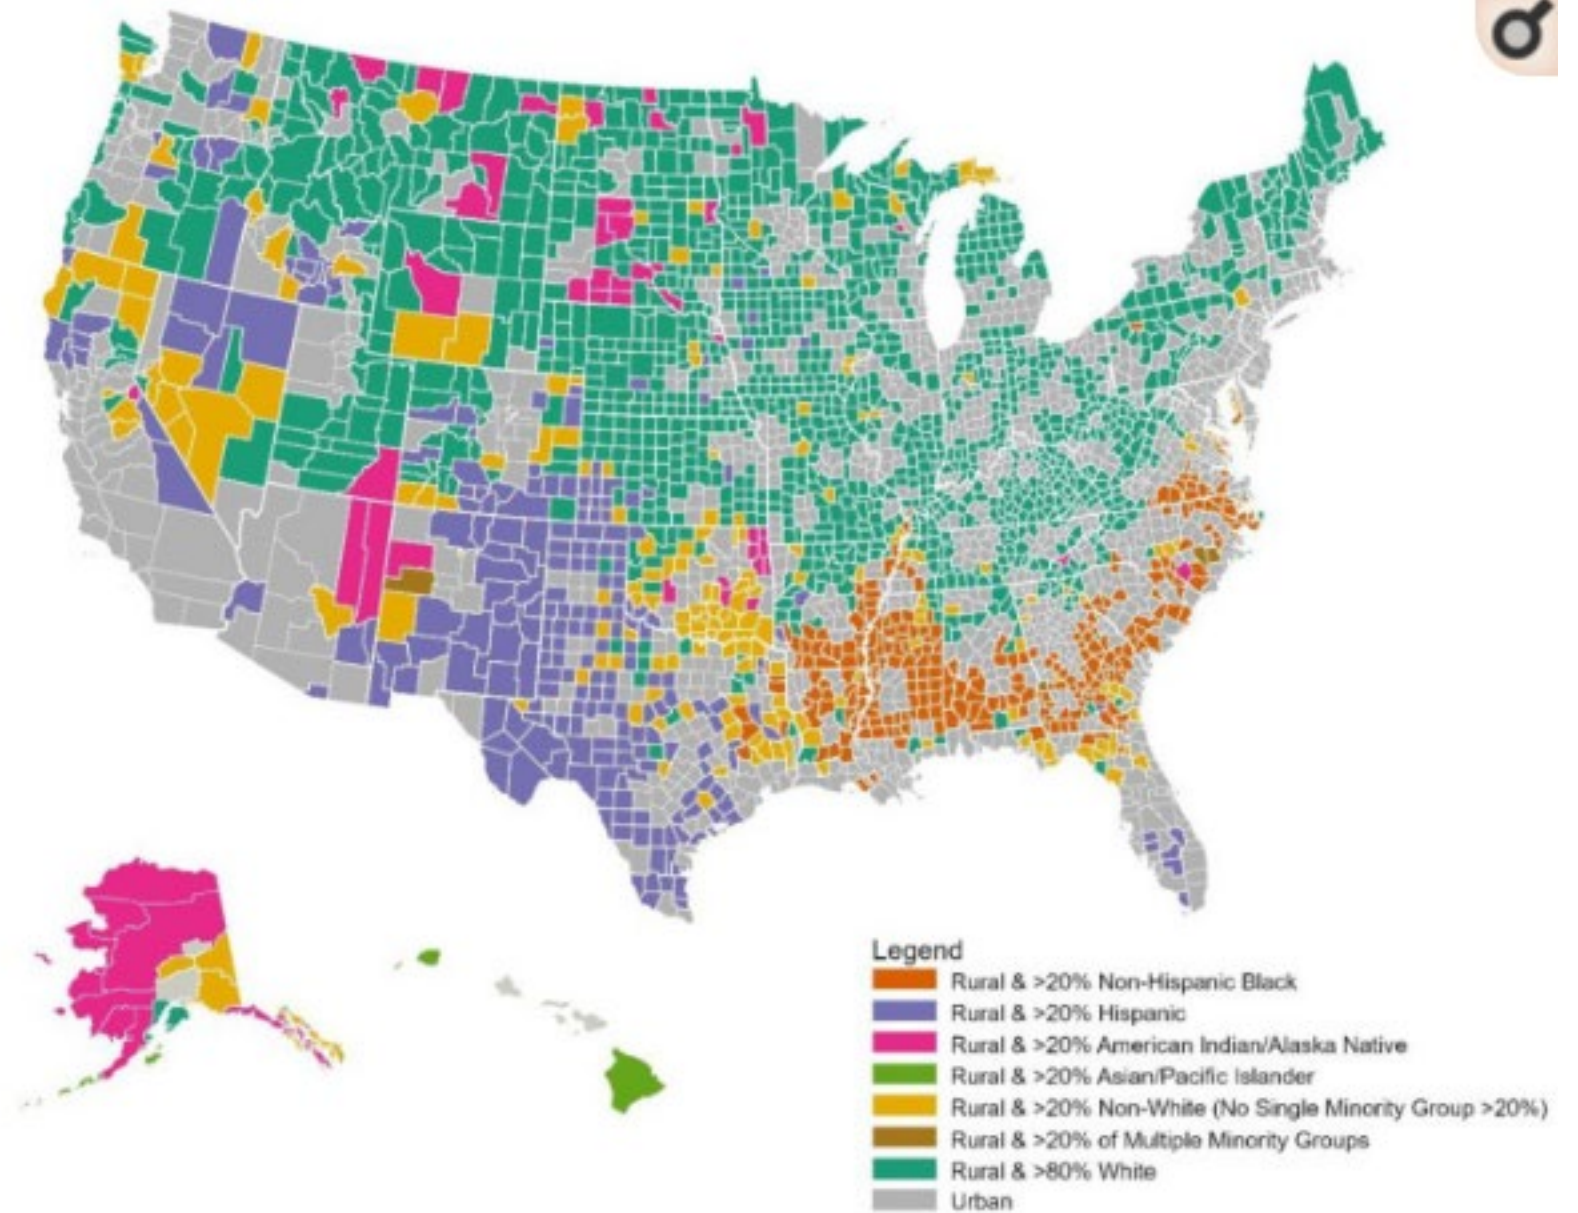 Legend
Rural & >20% Non-Hispanic Black
Rural & >20% Hispanic
Rural & >20% American Indian/Alaska Native
Rural & >20% Asian/Pacific Islander
Rural & >20% Non-White (No Single Minority Group >20%)
Rural & >20% of Multiple Minority Groups
Rural & >80% White
Urban